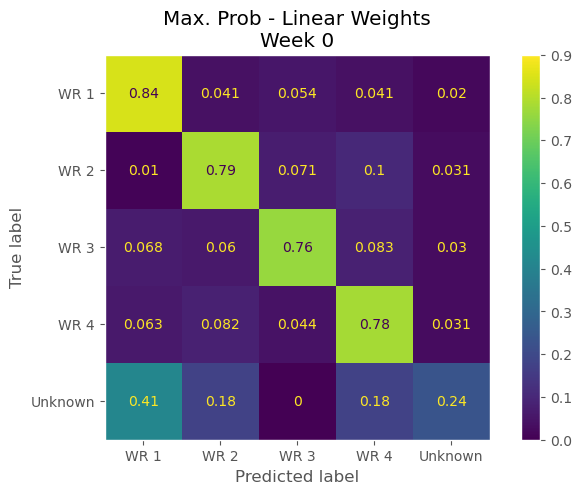 Max. Prob - Linear Weights
Week 0
True label
WR 1 0.84 0.041 0.054 0.041 0.02
WR 2 0.01 0.79 0.071 0.1 0.031
WR 3 0.068 0.06 0.76 0.083 0.03
WR 4 0.063 0.082 0.044 0.78 0.031
Unknown 0.41 0.18 0 0.18 0.24
WR 1 WR 2 WR 3 WR 4 Unknown
Predicted label
0.9
0.8
0.7
0.6
0.5
0.4
0.3
0.2
0.1
0.0